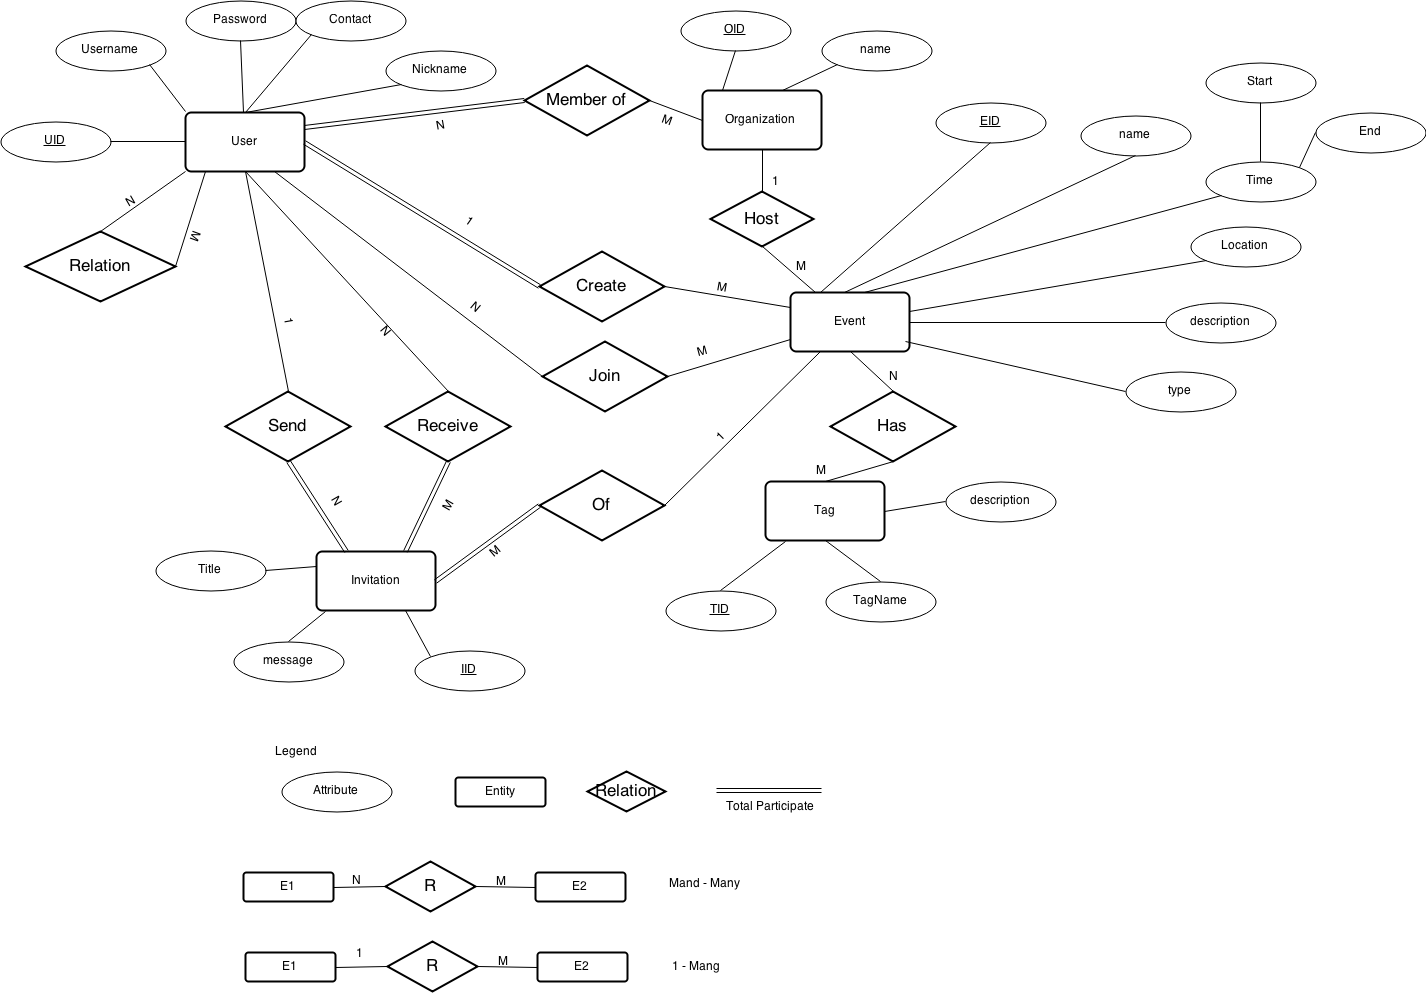 Password
Contact
Username
Nickname
OID
name
Start
End
EID
name
Time
UID
User
Member of
Organization
N
M
1
Host
Location
N
M
Relation
1
M
Create
M
Event
description
1
N
N
Join
M
type
Send
Receive
1
N
Has
M
N
M
Of
M
Tag
description
Title
Invitation
TID
TagName
message
IID
Legend
Attribute
Entity
Relation
Total Participate
E1
N
R
M
E2
Mand - Many
E1
1
R
M
E2
1 - Mang